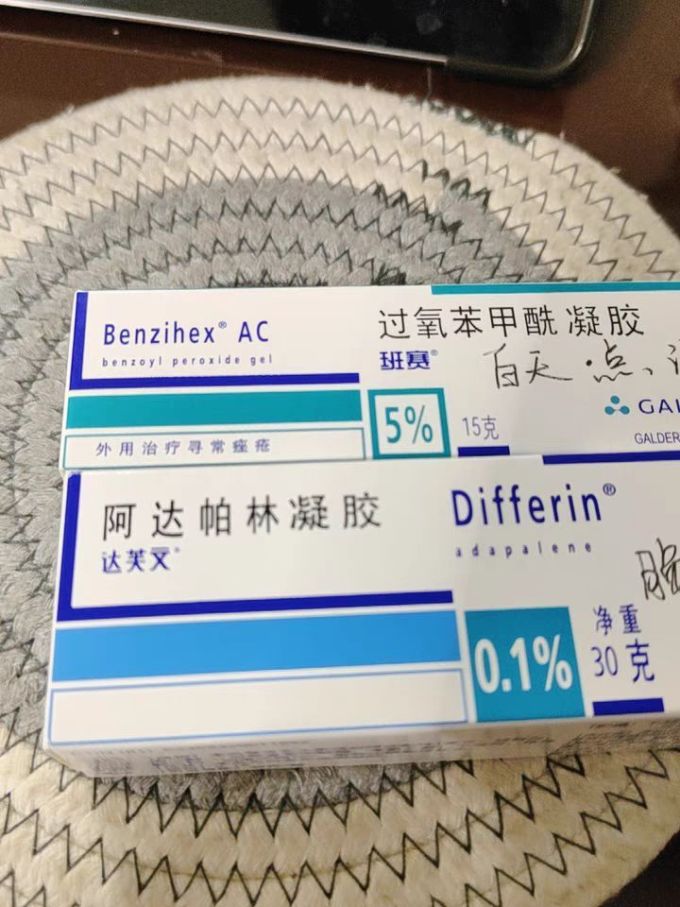 Benzihex® AC
benzoyl peroxide gel
过氧苯甲酰凝胶
班赛®
白天 点、
外用治疗寻常痤疮
5%
15克
GAL
GALDER
阿达帕林凝胶
达芙文®
Differin®
adapalene
0.1%
净重
30克